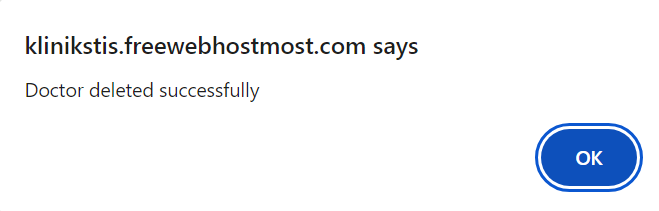 klinikstis.freewebhostmost.com says
Doctor deleted successfully
OK